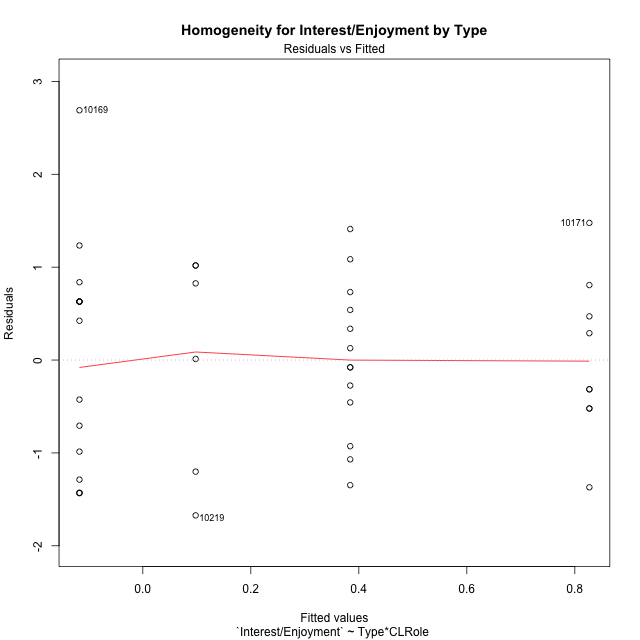 Homogeneity for Interest/Enjoyment by Type
Residuals vs Fitted
3
10169
2
10171
1
Residuals
0
-1
10219
-2
0.0 0.2 0.4 0.6 0.8
Fitted values
`Interest/Enjoyment` ~ Type*CLRole